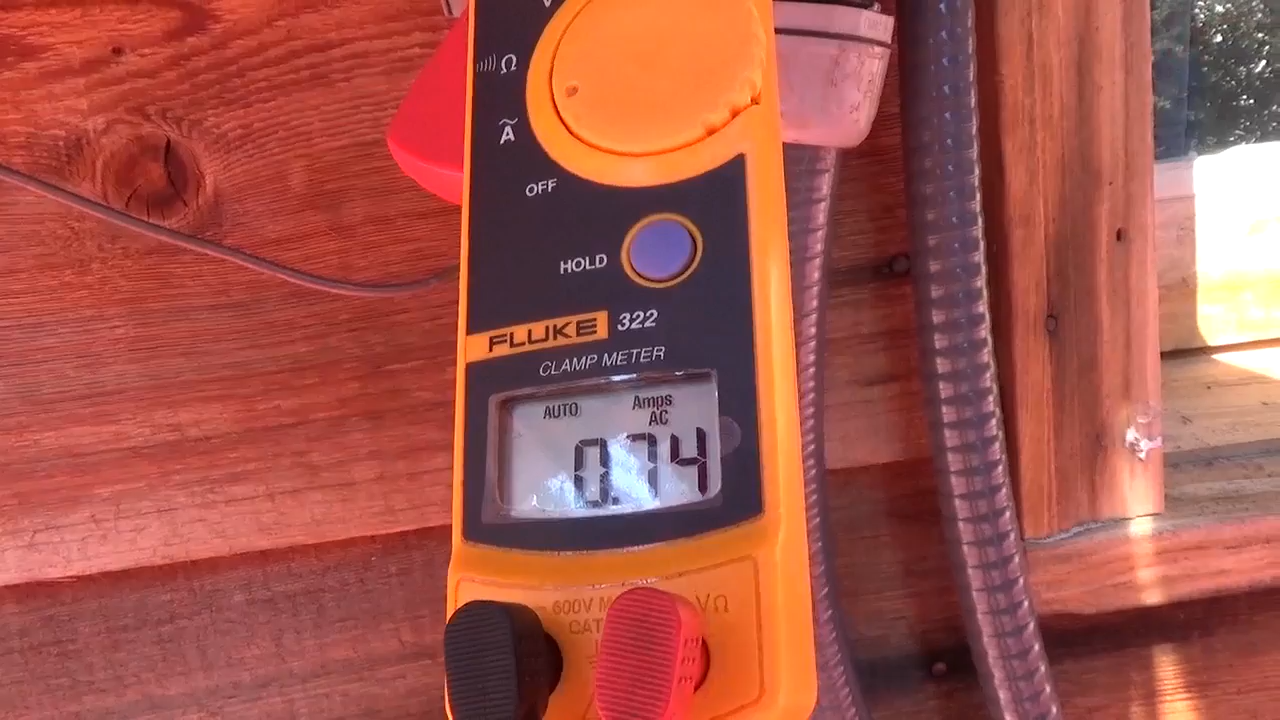 Ω
Ã
OFF
HOLD
FLUKE 322
CLAMP METER
AUTO Amps
AC
0.74
600V VΩ
CAT